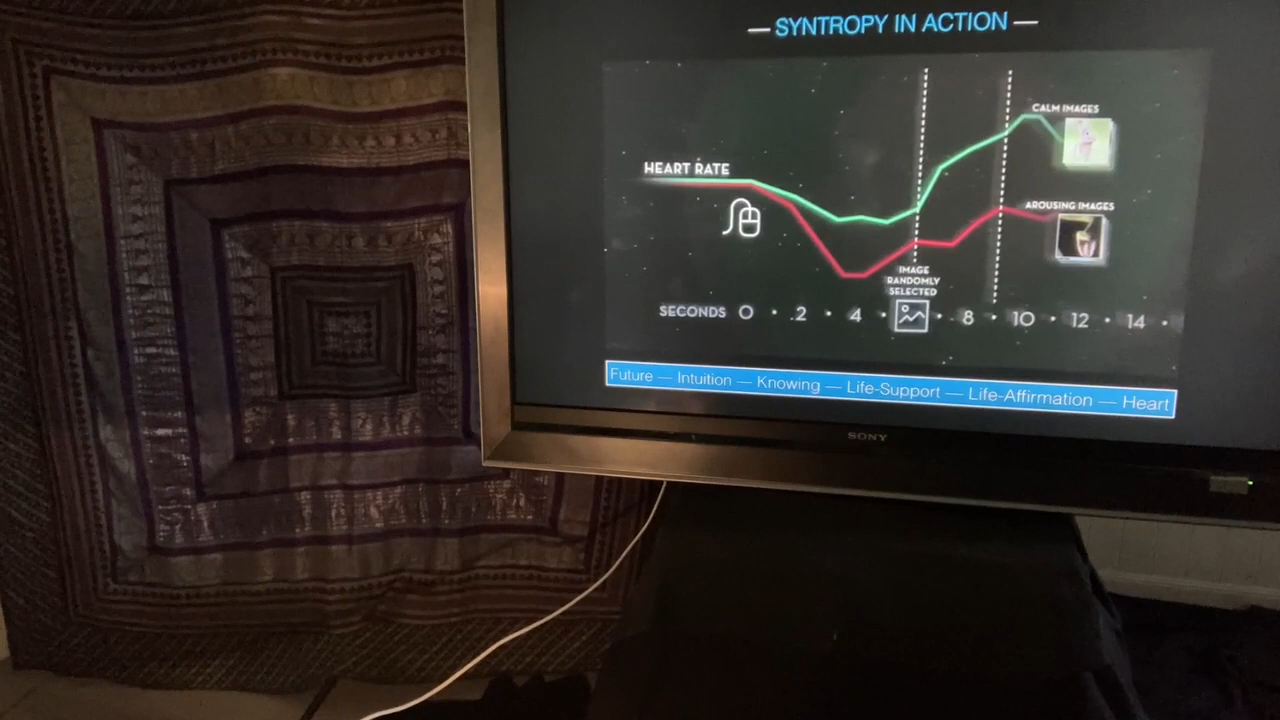 — SYNTROPY IN ACTION —
CALM IMAGES
HEART RATE
AROUSING IMAGES
IMAGE
RANDOMLY
SELECTED
SECONDS 0 · 2 · 4 · · 8 · 10 · 12 · 14 ·
Future — Intuition — Knowing — Life-Support — Life-Affirmation — Heart
SONY